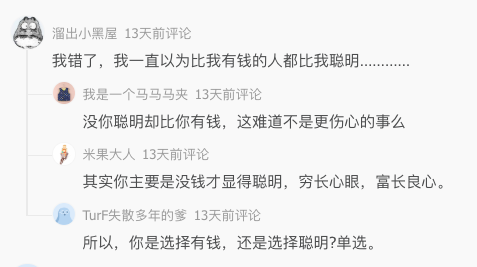 溜出小黑屋 13天前评论
我错了，我一直以为比我有钱的人都比我聪明............
我是一个马马马夹 13天前评论
没你聪明却比你有钱，这难道不是更伤心的事么
米果大人 13天前评论
其实你主要是没钱才显得聪明，穷长心眼，富长良心。
TurF失散多年的爹 13天前评论
所以，你是选择有钱，还是选择聪明?单选。